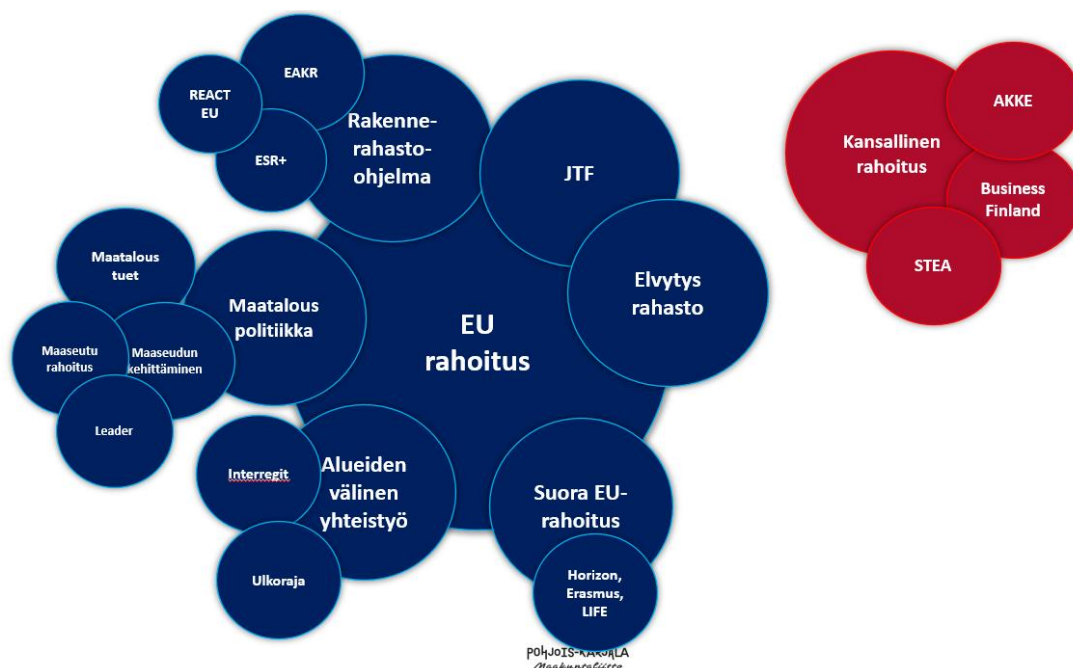 EAKR
REACT
EU
ESR+
Rakenne-
rahasto-
ohjelma
JTF
Elvytys
rahasto
EU
rahoitus
Maatalous
tuet
Maatalous
politiikka
Maaseutu
rahoitus
Maaseudun
kehittäminen
Leader
Interregit
Alueiden
välinen
yhteistyö
Ulkoraja
Suora EU-
rahoitus
Horizon,
Erasmus,
LIFE
Kansallinen
rahoitus
AKKE
Business
Finland
STEA
POHJOIS-KARJALA
Maakuntaliitto